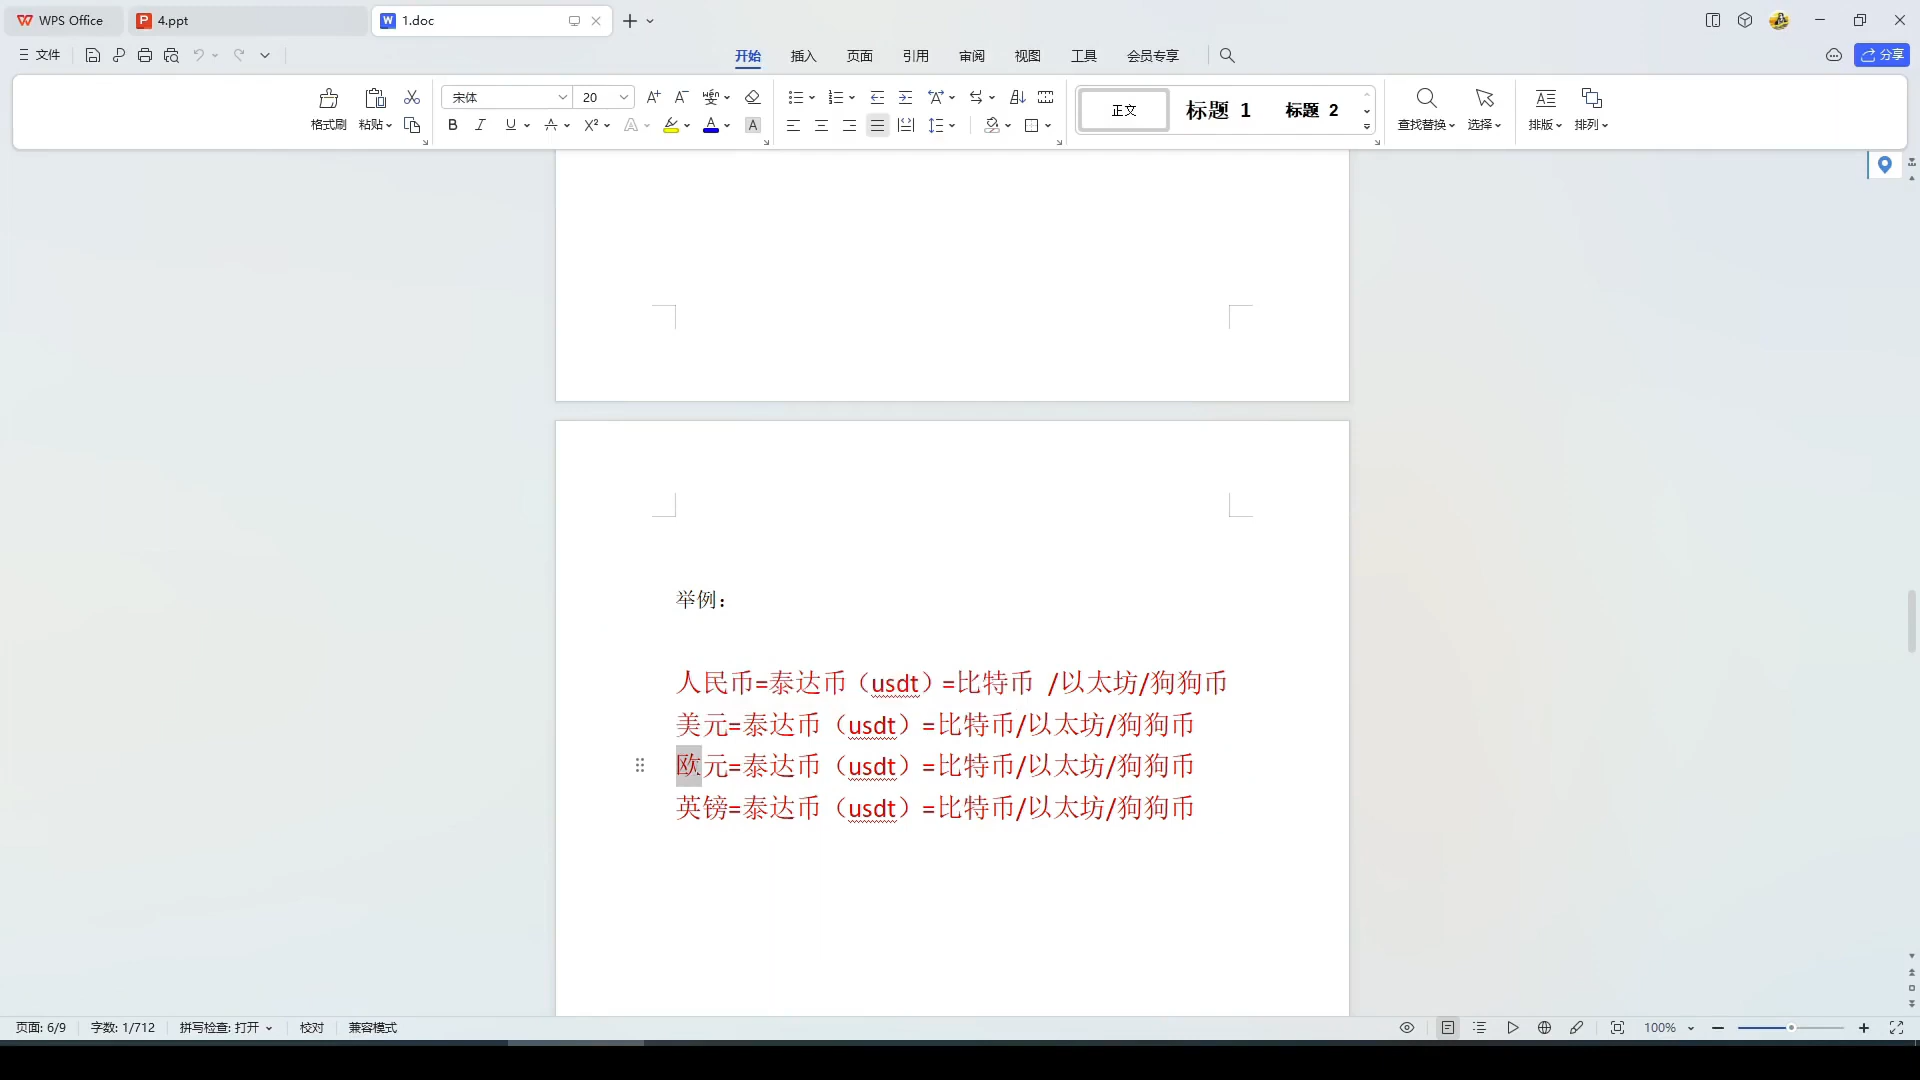 WPS Office
4.ppt
1.doc
文件
开始
插入
页面
引用
审阅
视图
工具
会员专享
分享
格式刷
粘贴
宋体
20
正文
标题 1
标题 2
查找替换
选择
排版
排列
举例：
人民币=泰达币（usdt）=比特币 /以太坊/狗狗币
美元=泰达币（usdt）=比特币/以太坊/狗狗币
欧元=泰达币（usdt）=比特币/以太坊/狗狗币
英镑=泰达币（usdt）=比特币/以太坊/狗狗币
页面: 6/9
字数: 1/712
拼写检查: 打开
校对
兼容模式
100%